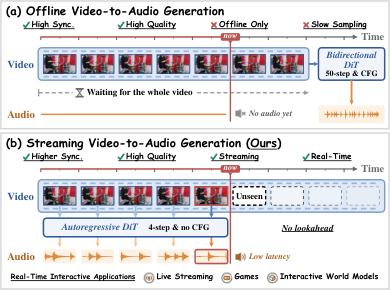 (a) Offline Video-to-Audio Generation
High Sync. High Quality Offline Only Slow Sampling
now
Time
Video
Bidirectional
DiT
50-step & CFG
Waiting for the whole video
Audio
No audio yet
(b) Streaming Video-to-Audio Generation (Ours)
Higher Sync. High Quality Streaming Real-Time
now
Time
Video
Unseen
Autoregressive DiT 4-step & no CFG
No lookahead
Audio
Low latency
Real-Time Interactive Applications Live Streaming Games Interactive World Models